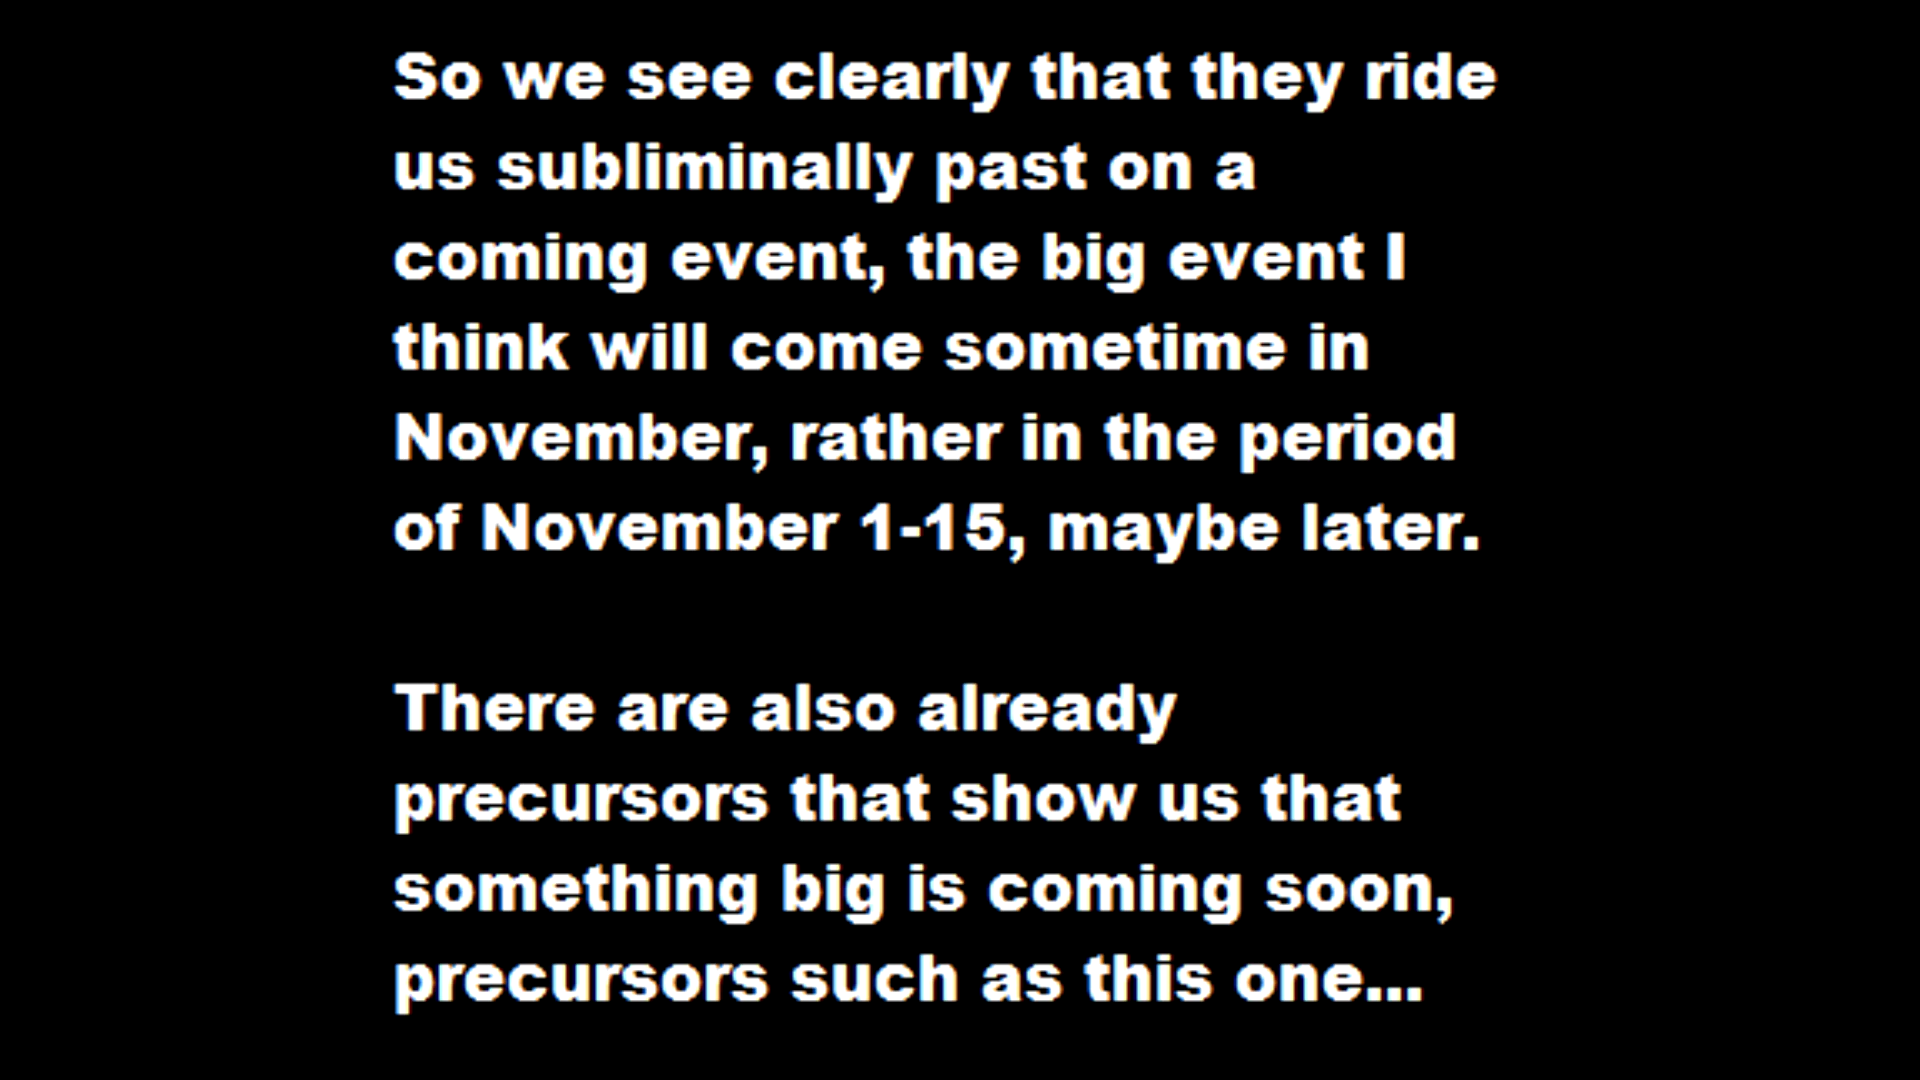 So we see clearly that they ride
us subliminally past on a
coming event, the big event I
think will come sometime in
November, rather in the period
of November 1-15, maybe later.
There are also already
precursors that show us that
something big is coming soon,
precursors such as this one...